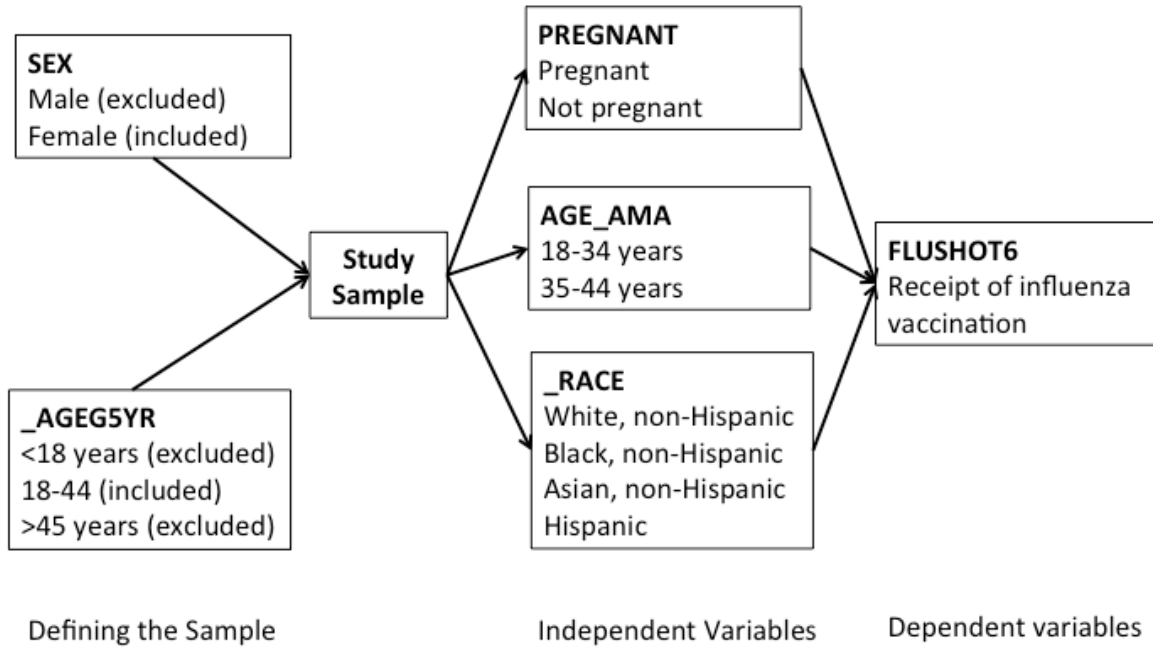 SEX
Male (excluded)
Female (included)
_AGEG5YR
<18 years (excluded)
18-44 (included)
>45 years (excluded)
Study
Sample
PREGNANT
Pregnant
Not pregnant
AGE_AMA
18-34 years
35-44 years
_RACE
White, non-Hispanic
Black, non-Hispanic
Asian, non-Hispanic
Hispanic
FLUSHOT6
Receipt of influenza
vaccination
Defining the Sample
Independent Variables
Dependent variables